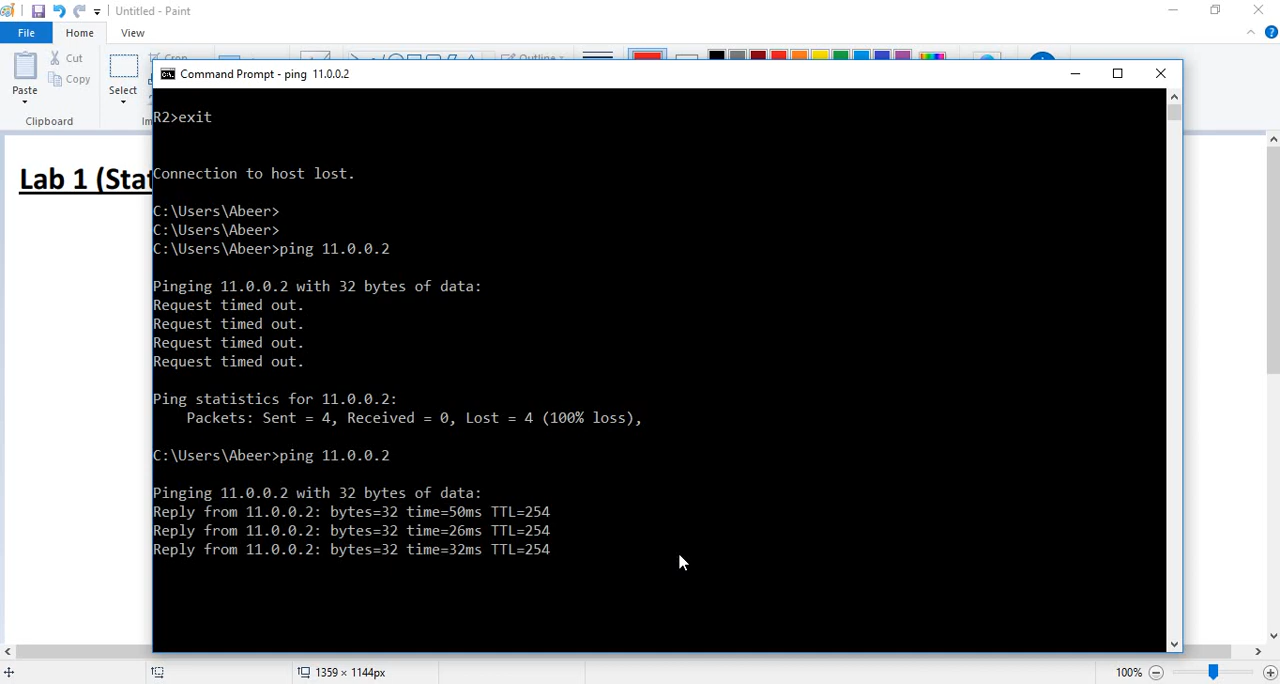 Untitled - Paint
File
Home
View
Paste
Cut
Copy
Clipboard
Select
Crop
Outline
Lab 1 (Stat
Command Prompt - ping 11.0.0.2
R2>exit
Connection to host lost.
C:\Users\Abeer>
C:\Users\Abeer>
C:\Users\Abeer>ping 11.0.0.2
Pinging 11.0.0.2 with 32 bytes of data:
Request timed out.
Request timed out.
Request timed out.
Request timed out.
Ping statistics for 11.0.0.2:
Packets: Sent = 4, Received = 0, Lost = 4 (100% loss),
C:\Users\Abeer>ping 11.0.0.2
Pinging 11.0.0.2 with 32 bytes of data:
Reply from 11.0.0.2: bytes=32 time=50ms TTL=254
Reply from 11.0.0.2: bytes=32 time=26ms TTL=254
Reply from 11.0.0.2: bytes=32 time=32ms TTL=254
1359 × 1144px
100%